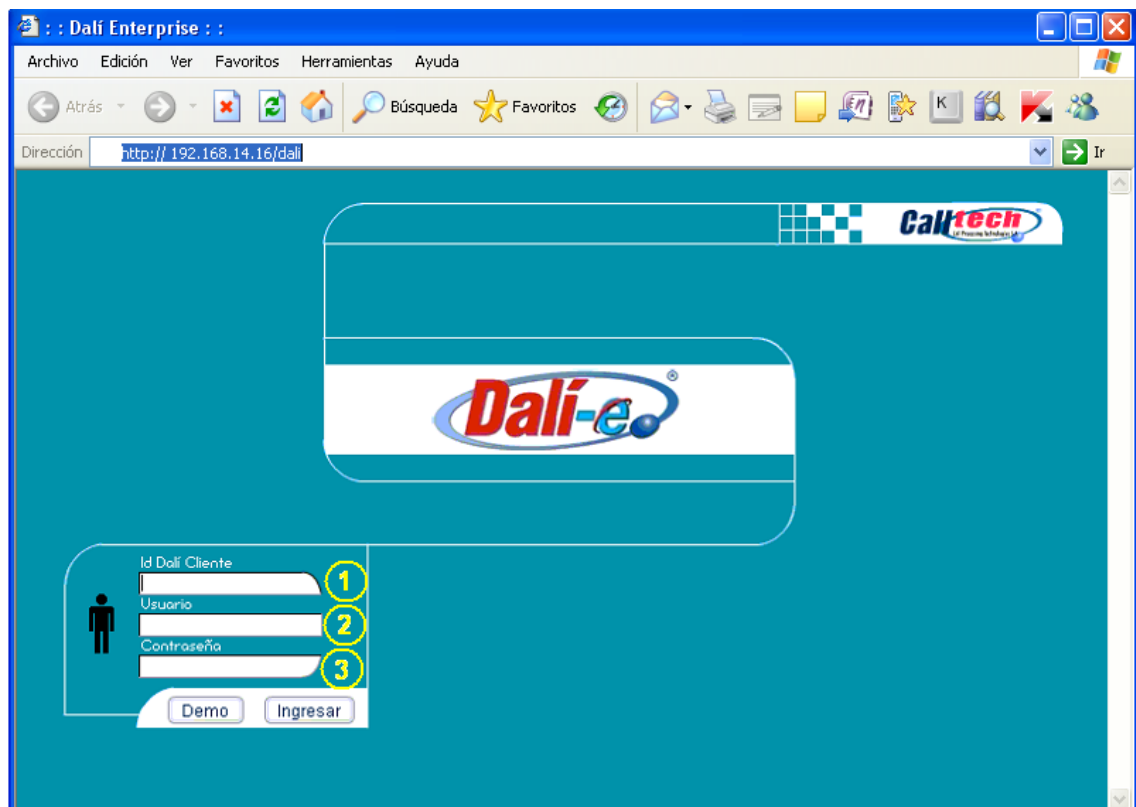 : : Dalí Enterprise : :
Archivo Edición Ver Favoritos Herramientas Ayuda
Atrás Búsqueda Favoritos K
Dirección http:// 192.168.14.16/dali Ir
Calltech
Dalí-e ®
Id Dalí Cliente
1
Usuario
2
Contraseña
3
Demo Ingresar